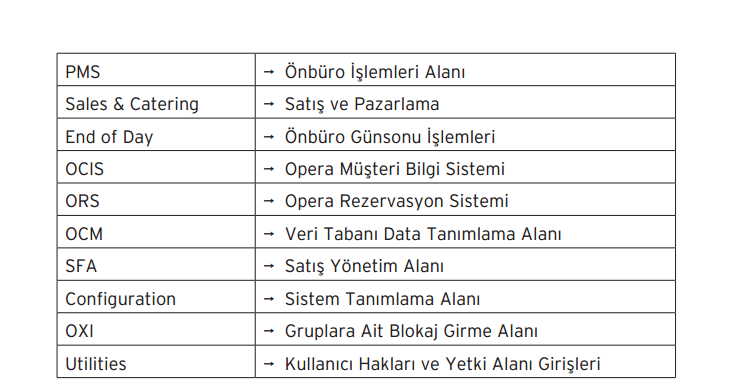 PMS → Önbüro İşlemleri Alanı
Sales & Catering → Satış ve Pazarlama
End of Day → Önbüro Günsonu İşlemleri
OCIS → Opera Müşteri Bilgi Sistemi
ORS → Opera Rezervasyon Sistemi
OCM → Veri Tabanı Data Tanımlama Alanı
SFA → Satış Yönetim Alanı
Configuration → Sistem Tanımlama Alanı
OXI → Gruplara Ait Blokaj Girme Alanı
Utilities → Kullanıcı Hakları ve Yetki Alanı Girişleri